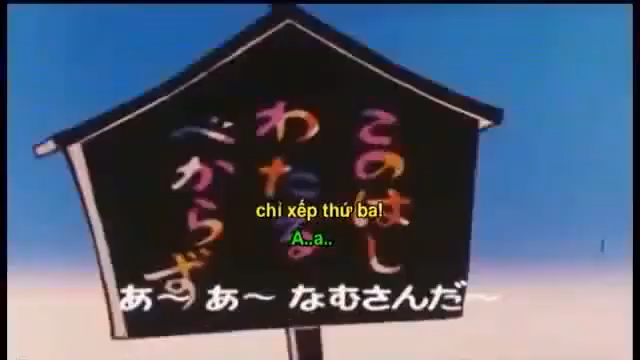 このはし
わたる
べからず
chỉ xếp thứ ba!
A..a..
あ～ あ～ なむさんだ～